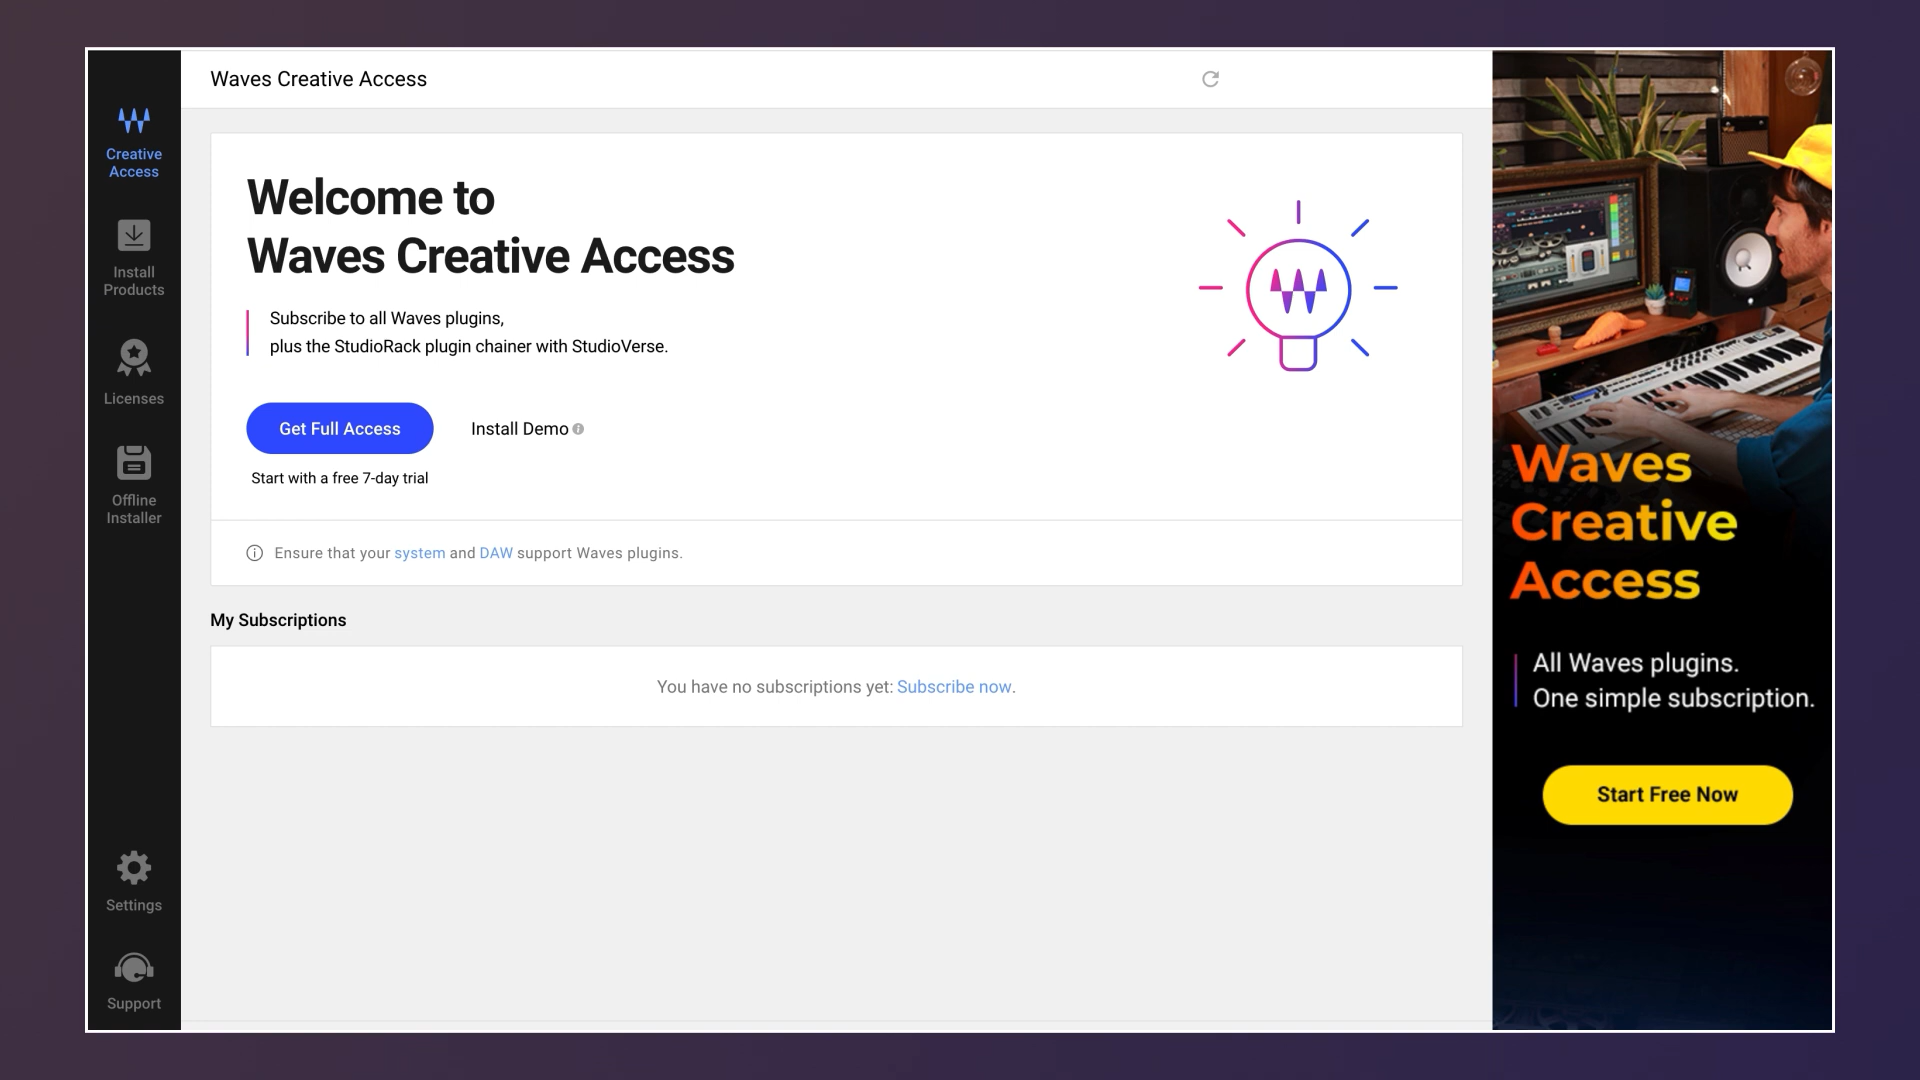 Waves Creative Access
Creative
Access
Install
Products
Licenses
Offline
Installer
Settings
Support
Welcome to
Waves Creative Access
Subscribe to all Waves plugins,
plus the StudioRack plugin chainer with StudioVerse.
Get Full Access
Install Demo
Start with a free 7-day trial
Ensure that your system and DAW support Waves plugins.
My Subscriptions
You have no subscriptions yet: Subscribe now.
Waves
Creative
Access
All Waves plugins.
One simple subscription.
Start Free Now